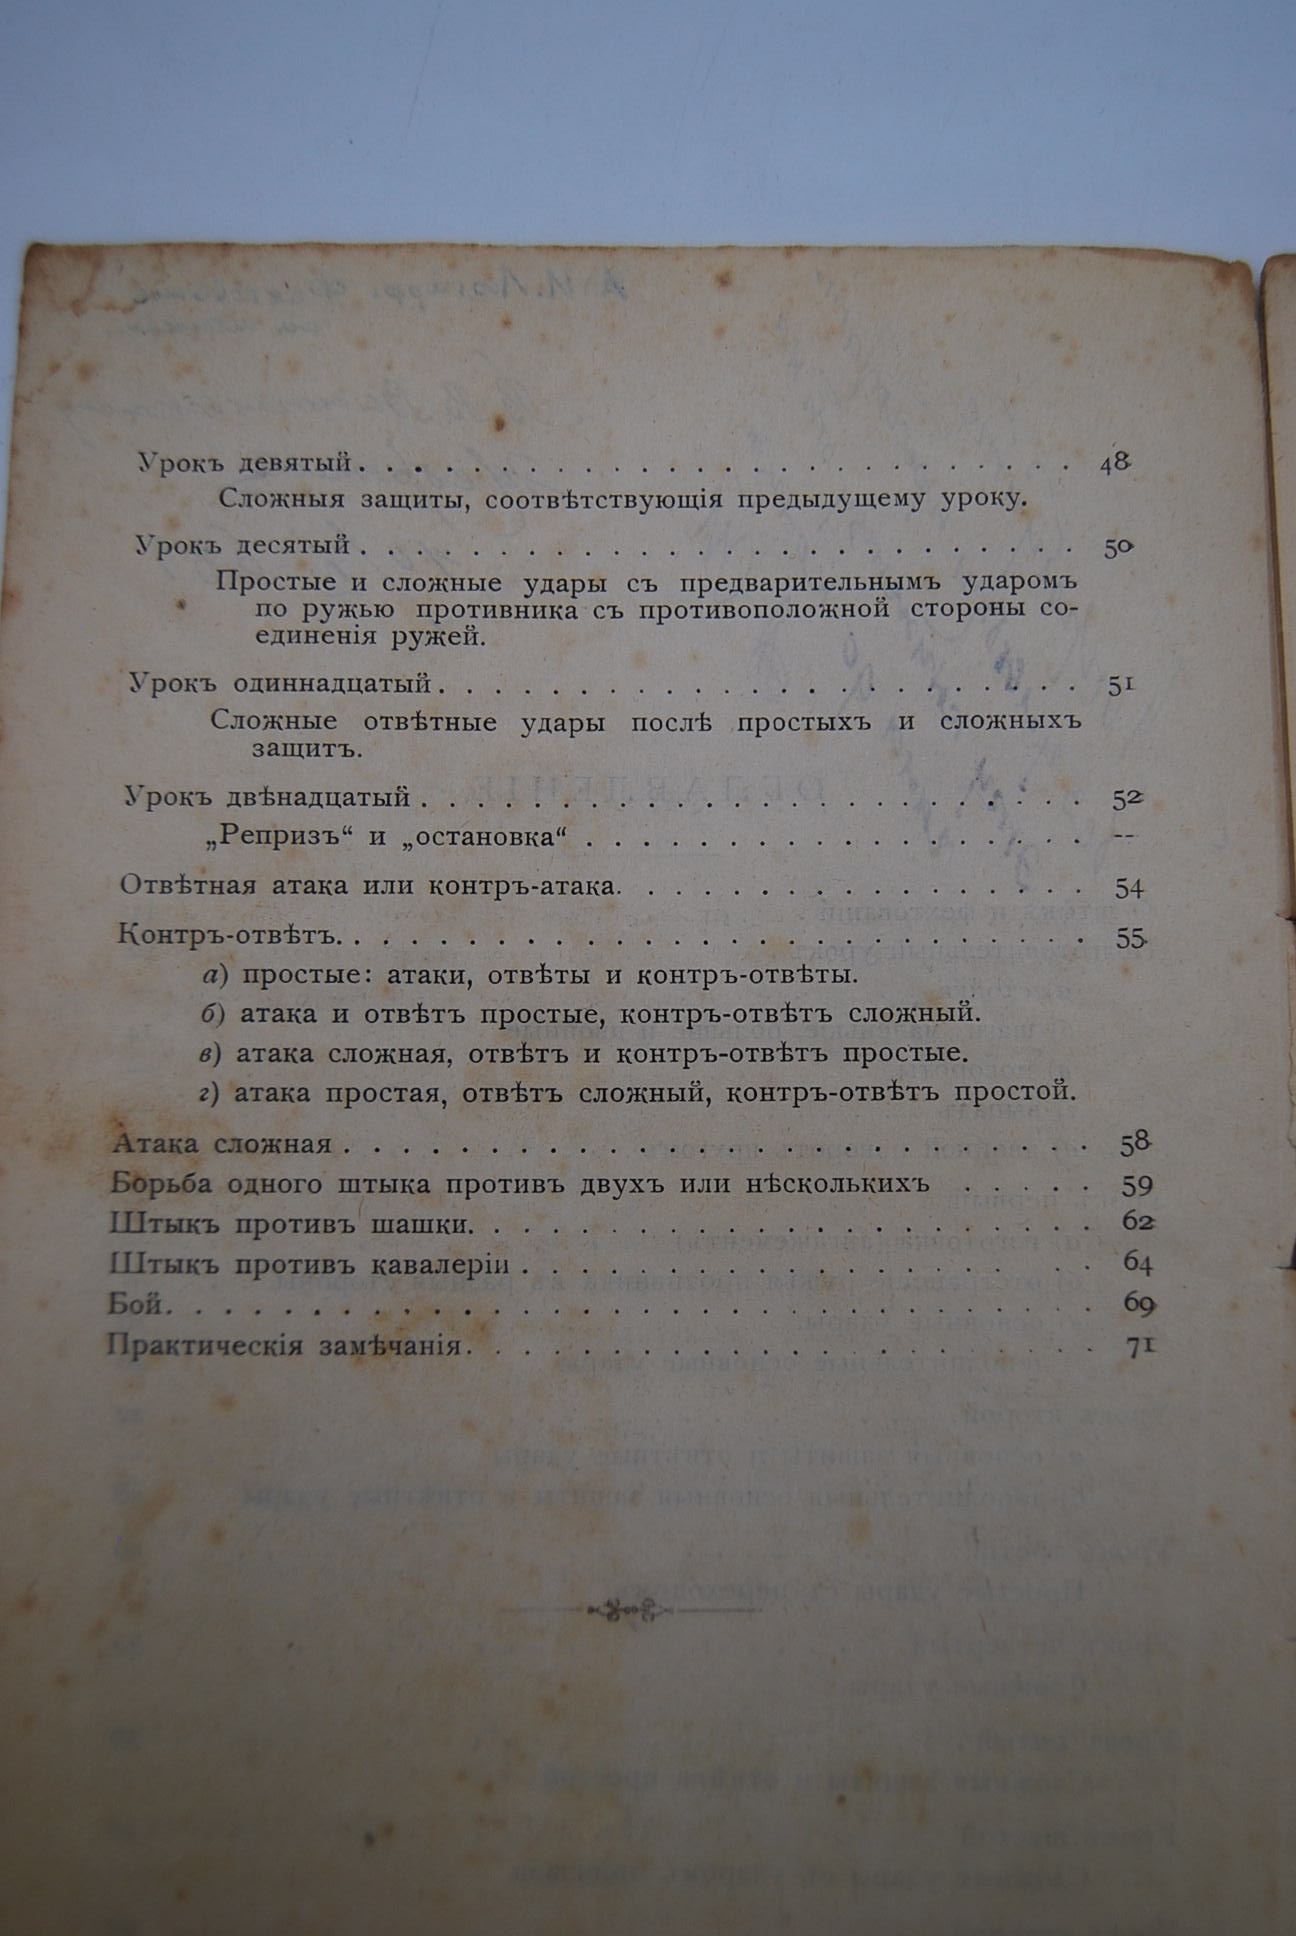 Урокъ девятый . . . . . . . . . . . . . . . . . . . . . . . . 48
Сложныя защиты, соотвѣтствующія предыдущему уроку.
Урокъ десятый . . . . . . . . . . . . . . . . . . . . . . . . 50
Простые и сложные удары съ предварительнымъ ударомъ
по ружью противника съ противоположной стороны со-
единенія ружей.
Урокъ одиннадцатый . . . . . . . . . . . . . . . . . . . . . . 51
Сложные отвѣтные удары послѣ простыхъ и сложныхъ
защитъ.
Урокъ двѣнадцатый . . . . . . . . . . . . . . . . . . . . . . . 52
„Репризъ“ и „остановка“ . . . . . . . . . . . . . . . . . . --
Отвѣтная атака или контръ-атака . . . . . . . . . . . . . . . . 54
Контръ-отвѣтъ . . . . . . . . . . . . . . . . . . . . . . . . . . 55
а) простые: атаки, отвѣты и контръ-отвѣты.
б) атака и отвѣтъ простые, контръ-отвѣтъ сложный.
в) атака сложная, отвѣтъ и контръ-отвѣтъ простые.
г) атака простая, отвѣтъ сложный, контръ-отвѣтъ простой.
Атака сложная . . . . . . . . . . . . . . . . . . . . . . . . . . 58
Борьба одного штыка противъ двухъ или нѣсколькихъ . . . . . 59
Штыкъ противъ шашки . . . . . . . . . . . . . . . . . . . . . . 62
Штыкъ противъ кавалеріи . . . . . . . . . . . . . . . . . . . . 64
Бой . . . . . . . . . . . . . . . . . . . . . . . . . . . . . . . . 69
Практическія замѣчанія . . . . . . . . . . . . . . . . . . . . . . 71